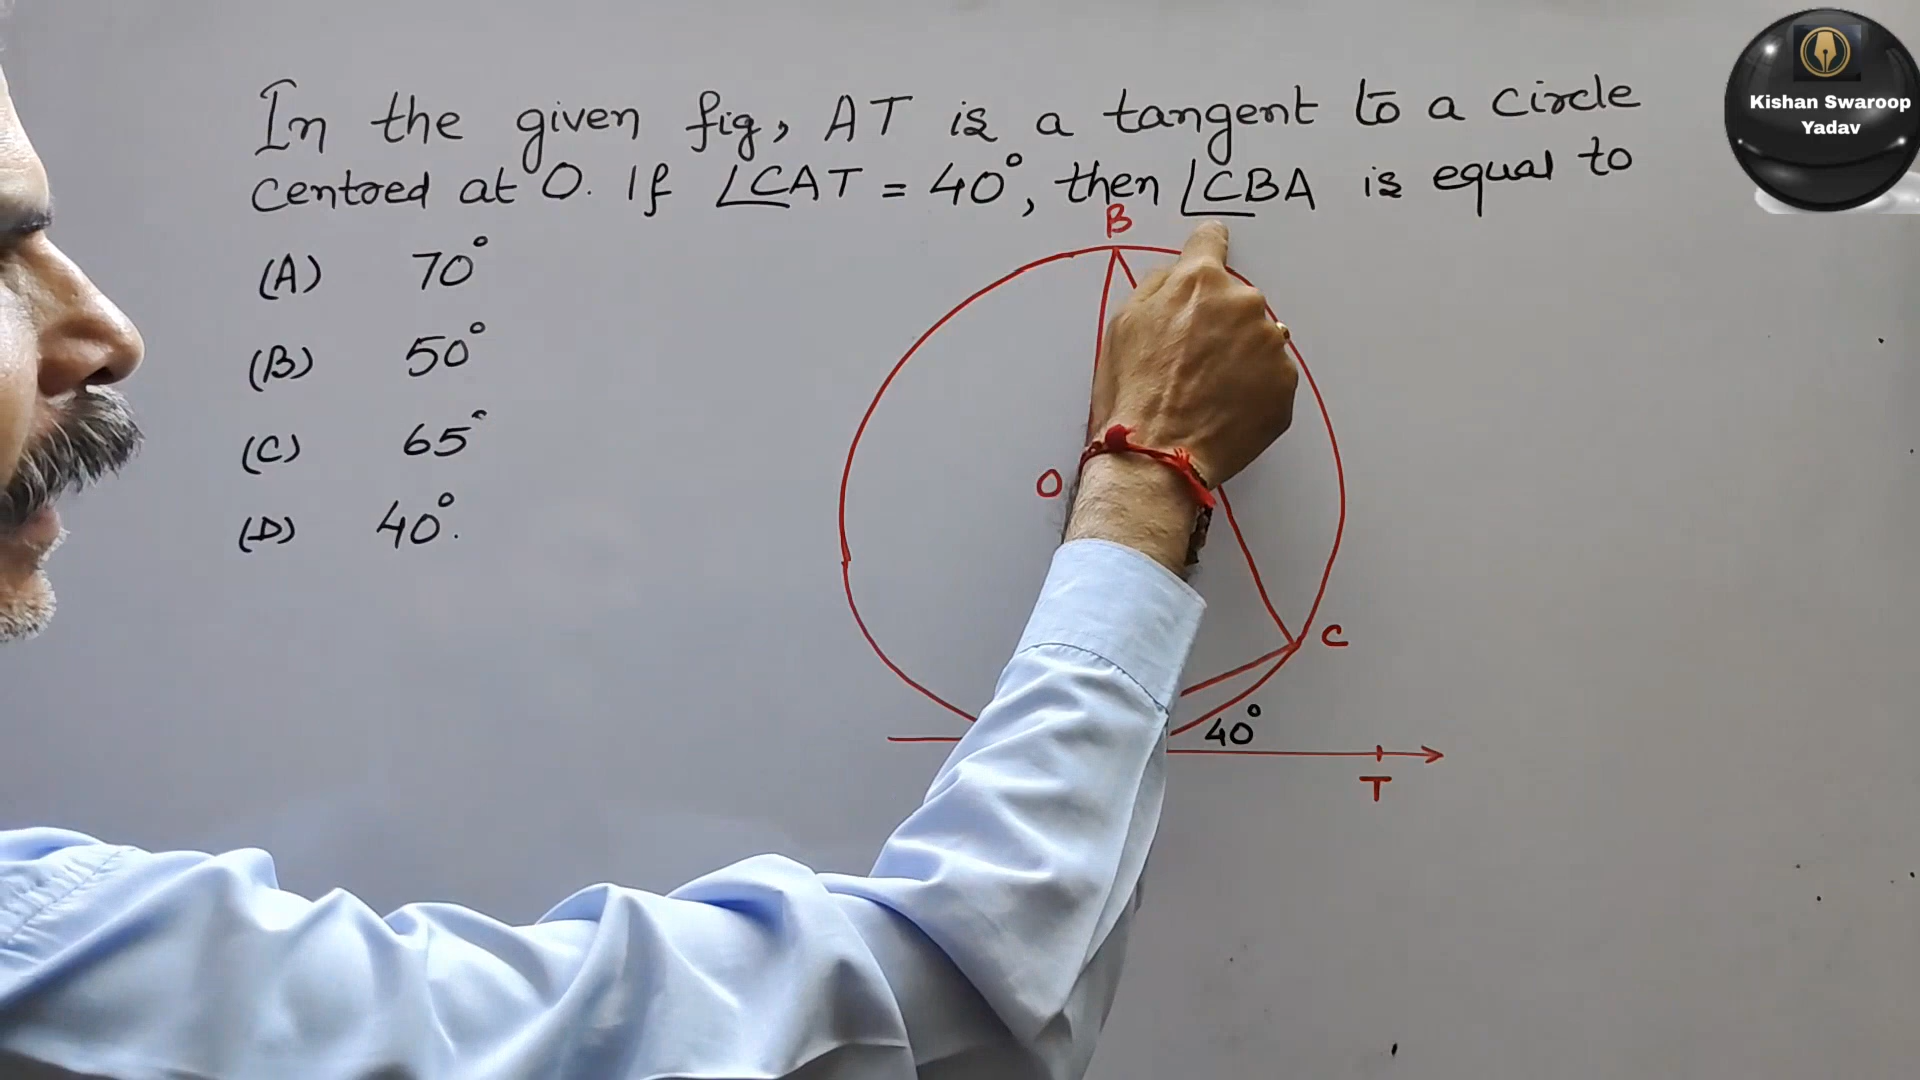 In the given fig, AT is a tangent to a circle
centred at O. If ∠CAT = 40°, then ∠CBA is equal to
(A) 70°
(B) 50°
(C) 65°
(D) 40°.
B
O
C
40°
T
Kishan Swaroop
Yadav